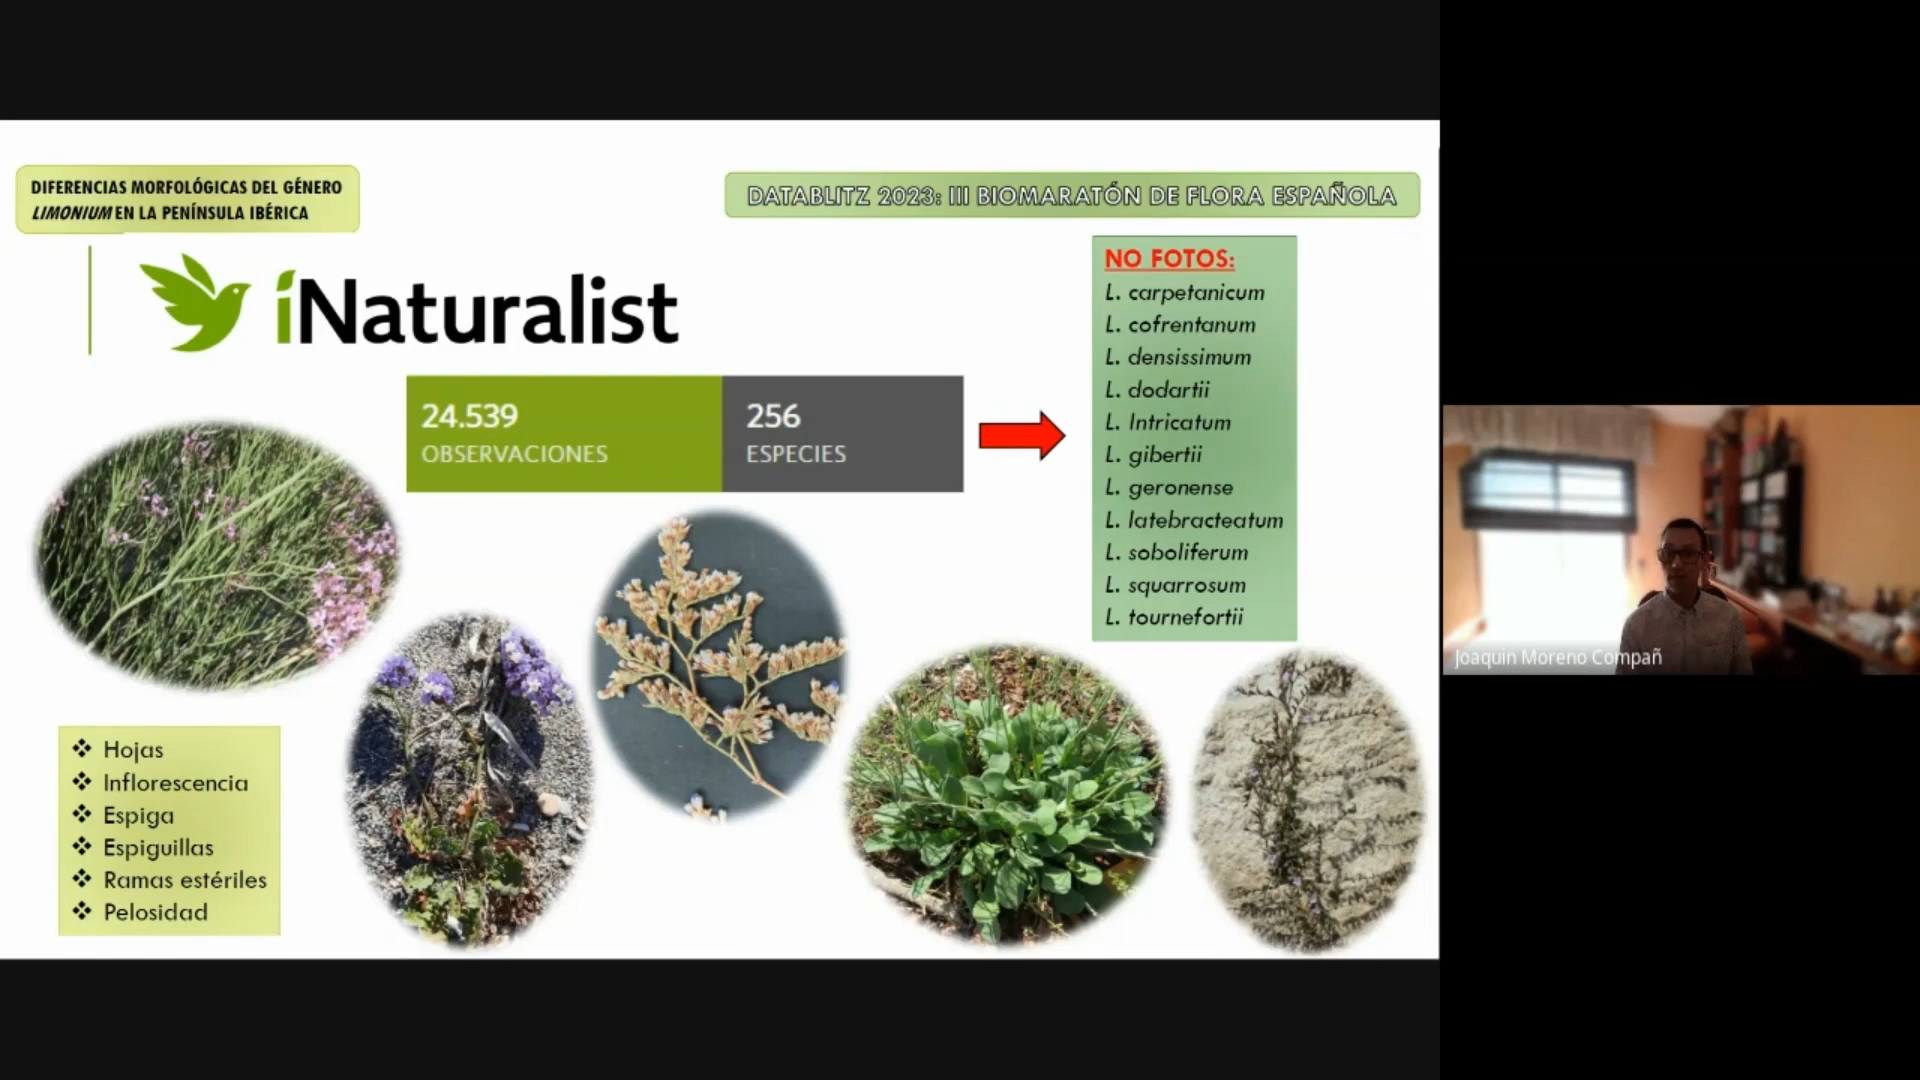 DIFERENCIAS MORFOLÓGICAS DEL GÉNERO
LIMONIUM EN LA PENÍNSULA IBÉRICA
DATABLITZ 2023: III BIOMARATÓN DE FLORA ESPAÑOLA
iNaturalist
24.539
OBSERVACIONES
256
ESPECIES
NO FOTOS:
L. carpetanicum
L. cofrentanum
L. densissimum
L. dodartii
L. Intricatum
L. gibertii
L. geronense
L. latebracteatum
L. soboliferum
L. squarrosum
L. tournefortii
Hojas
Inflorescencia
Espiga
Espiguillas
Ramas estériles
Pelosidad
Joaquin Moreno Compañ